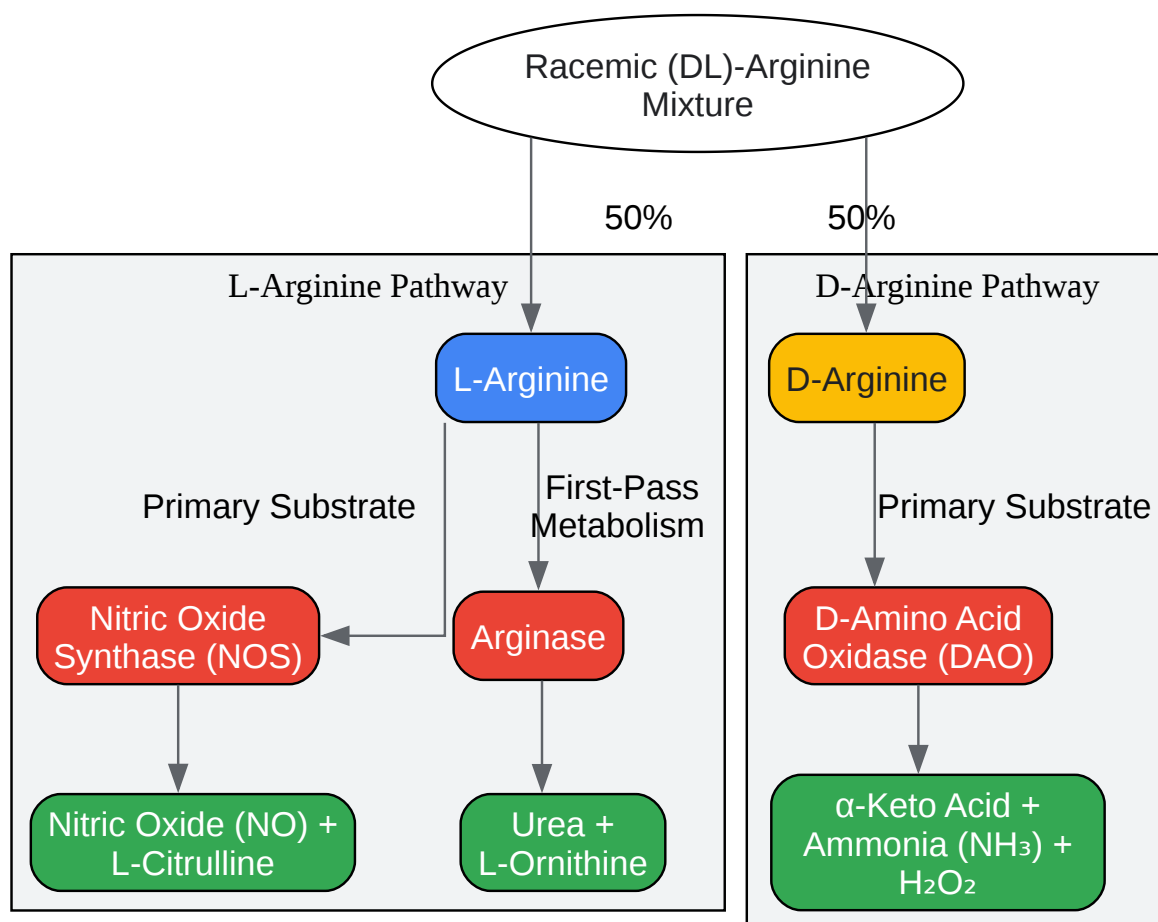 Racemic (DL)-Arginine
Mixture
50%
50%
L-Arginine Pathway
D-Arginine Pathway
L-Arginine
D-Arginine
Primary Substrate
First-Pass
Metabolism
Primary Substrate
Nitric Oxide
Synthase (NOS)
Arginase
D-Amino Acid
Oxidase (DAO)
Nitric Oxide (NO) +
L-Citrulline
Urea +
L-Ornithine
α-Keto Acid +
Ammonia (NH₃) +
H₂O₂